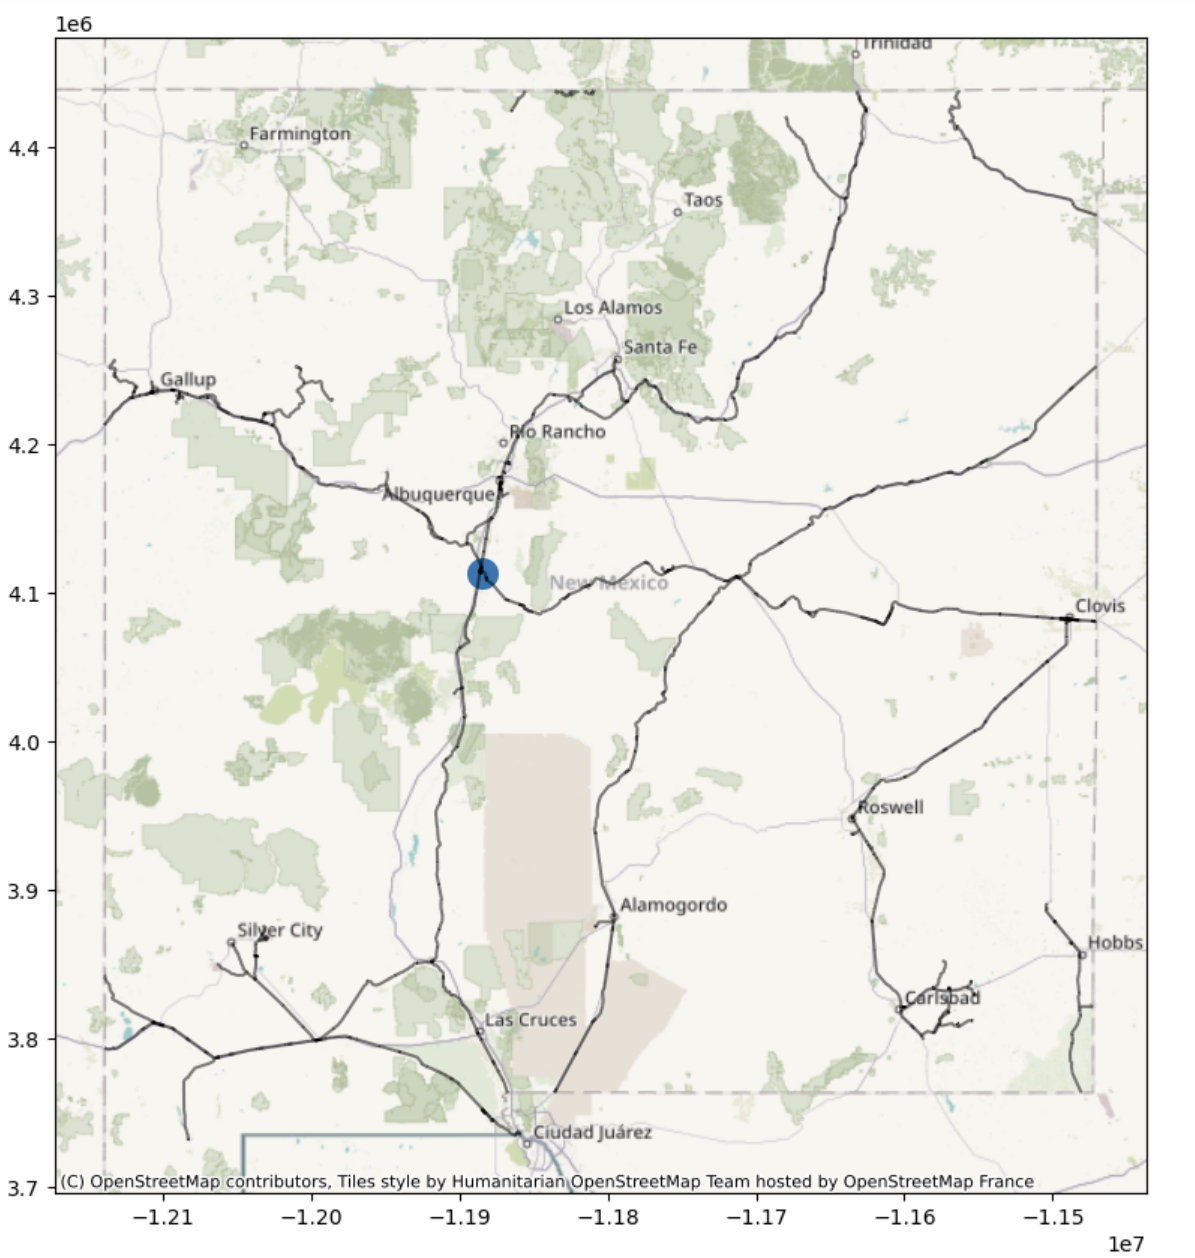 1e6
Trinidad
4.4
Farmington
Taos
4.3
Los Alamos
Santa Fe
Gallup
4.2
Rio Rancho
Albuquerque
4.1
New Mexico
Clovis
4.0
Roswell
3.9
Alamogordo
Silver City
Hobbs
Carlsbad
3.8
Las Cruces
Ciudad Juárez
3.7
(C) OpenStreetMap contributors, Tiles style by Humanitarian OpenStreetMap Team hosted by OpenStreetMap France
−1.21 −1.20 −1.19 −1.18 −1.17 −1.16 −1.15
1e7